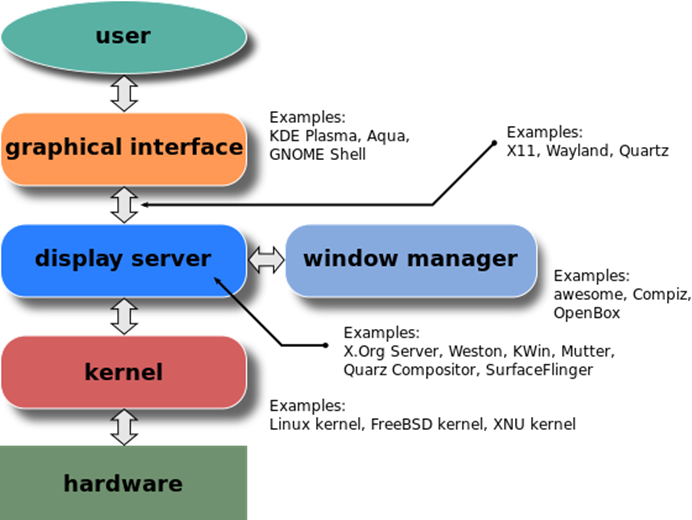 user
graphical interface
Examples:
KDE Plasma, Aqua,
GNOME Shell
Examples:
X11, Wayland, Quartz
display server
window manager
Examples:
awesome, Compiz,
OpenBox
Examples:
X.Org Server, Weston, KWin, Mutter,
Quarz Compositor, SurfaceFlinger
kernel
Examples:
Linux kernel, FreeBSD kernel, XNU kernel
hardware